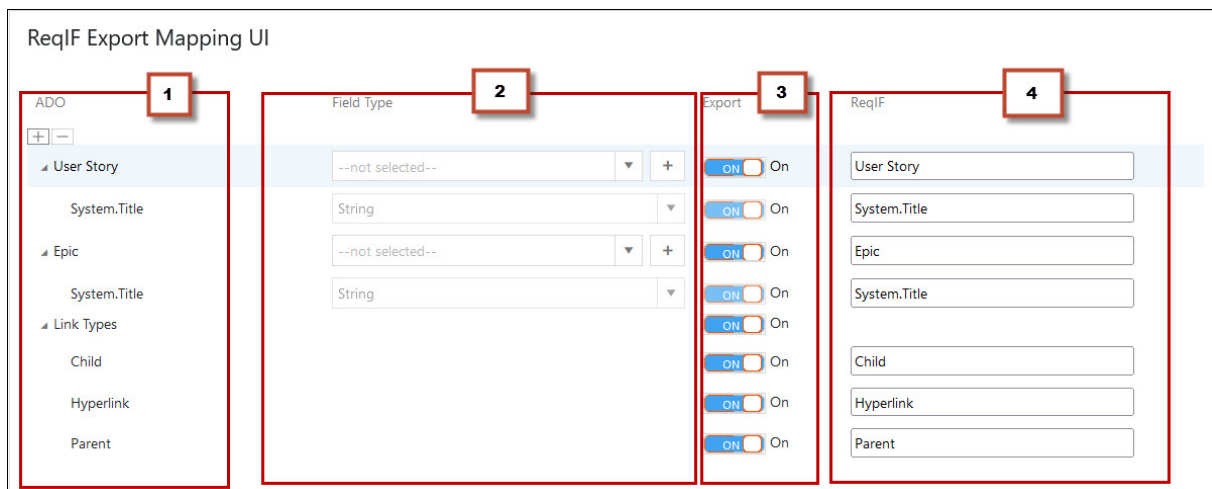 ReqIF Export Mapping UI
1 2 3 4
ADO Field Type Export ReqIF
+ −
User Story --not selected-- + ON On User Story
System.Title String ON On System.Title
Epic --not selected-- + ON On Epic
System.Title String ON On System.Title
Link Types ON On
Child ON On Child
Hyperlink ON On Hyperlink
Parent ON On Parent